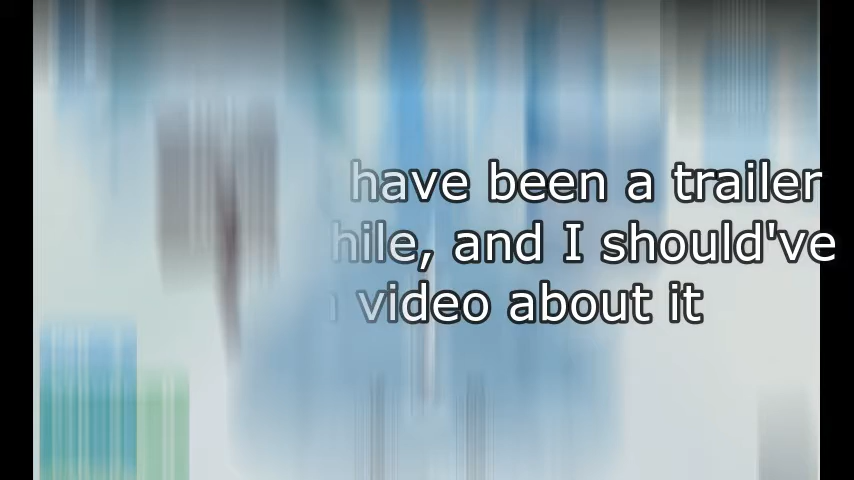 have been a trailer
hile, and I should've
video about it